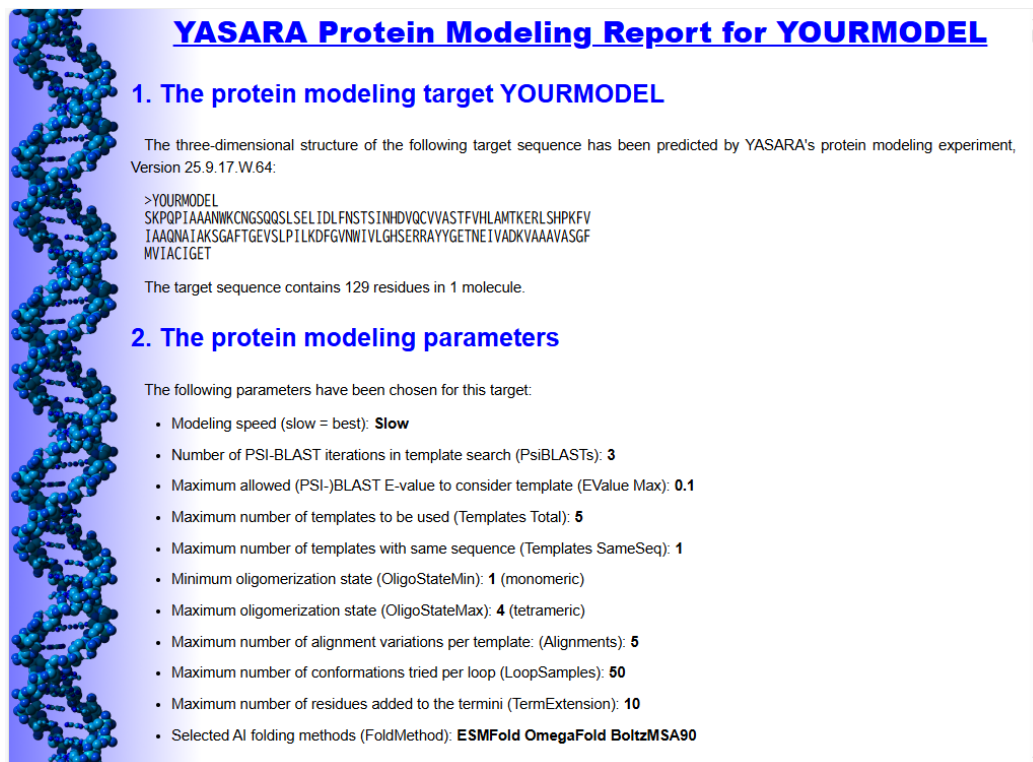 YASARA Protein Modeling Report for YOURMODEL
1. The protein modeling target YOURMODEL
The three-dimensional structure of the following target sequence has been predicted by YASARA's protein modeling experiment,
Version 25.9.17.W.64:
>YOURMODEL
SKPQPIAAANWKCNGSQQSLSELIDLFNSTSINHDVQCVVASTFVHLAMTKERLSHPKFV
IAAQNAIAKSGAFTGEVSLPILKDFGVNWIVLGHSERRAYYGETNEIVADKVAAAVASGF
MVIACIGET
The target sequence contains 129 residues in 1 molecule.
2. The protein modeling parameters
The following parameters have been chosen for this target:
• Modeling speed (slow = best): Slow
• Number of PSI-BLAST iterations in template search (PsiBLASTs): 3
• Maximum allowed (PSI-)BLAST E-value to consider template (EValue Max): 0.1
• Maximum number of templates to be used (Templates Total): 5
• Maximum number of templates with same sequence (Templates SameSeq): 1
• Minimum oligomerization state (OligoStateMin): 1 (monomeric)
• Maximum oligomerization state (OligoStateMax): 4 (tetrameric)
• Maximum number of alignment variations per template: (Alignments): 5
• Maximum number of conformations tried per loop (LoopSamples): 50
• Maximum number of residues added to the termini (TermExtension): 10
• Selected AI folding methods (FoldMethod): ESMFold OmegaFold BoltzMSA90